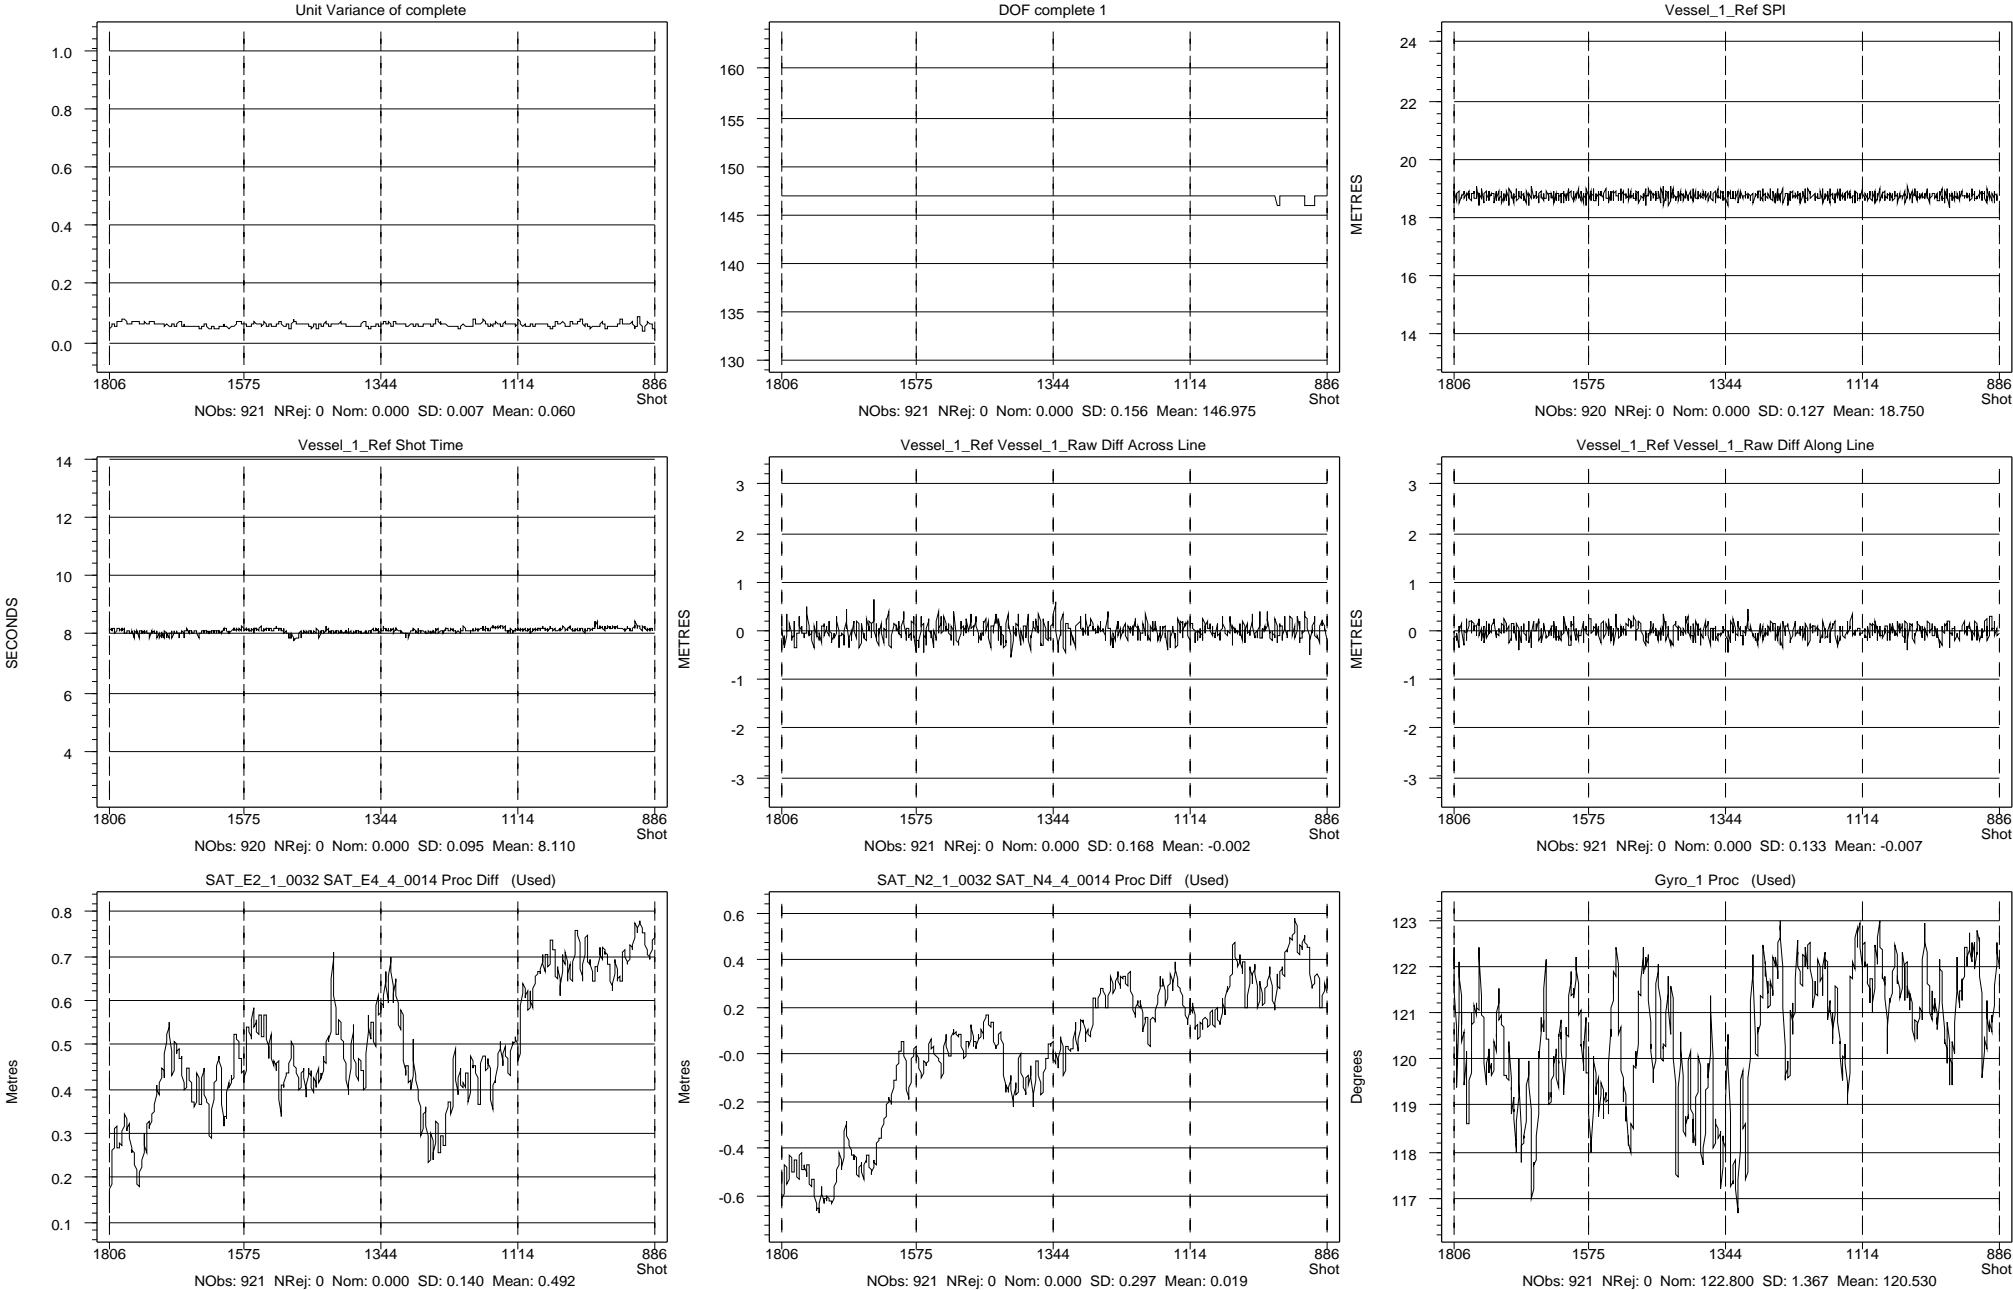 Unit Variance of complete
1.0
0.8
0.6
0.4
0.2
0.0
1806 1575 1344 1114 886
Shot
NObs: 921 NRej: 0 Nom: 0.000 SD: 0.007 Mean: 0.060
DOF complete 1
160
155
150
145
140
135
130
1806 1575 1344 1114 886
Shot
NObs: 921 NRej: 0 Nom: 0.000 SD: 0.156 Mean: 146.975
Vessel_1_Ref SPI
METRES
24
22
20
18
16
14
1806 1575 1344 1114 886
Shot
NObs: 920 NRej: 0 Nom: 0.000 SD: 0.127 Mean: 18.750
Vessel_1_Ref Shot Time
SECONDS
14
12
10
8
6
4
1806 1575 1344 1114 886
Shot
NObs: 920 NRej: 0 Nom: 0.000 SD: 0.095 Mean: 8.110
Vessel_1_Ref Vessel_1_Raw Diff Across Line
METRES
3
2
1
0
-1
-2
-3
1806 1575 1344 1114 886
Shot
NObs: 921 NRej: 0 Nom: 0.000 SD: 0.168 Mean: -0.002
Vessel_1_Ref Vessel_1_Raw Diff Along Line
METRES
3
2
1
0
-1
-2
-3
1806 1575 1344 1114 886
Shot
NObs: 921 NRej: 0 Nom: 0.000 SD: 0.133 Mean: -0.007
SAT_E2_1_0032 SAT_E4_4_0014 Proc Diff (Used)
Metres
0.8
0.7
0.6
0.5
0.4
0.3
0.2
0.1
1806 1575 1344 1114 886
Shot
NObs: 921 NRej: 0 Nom: 0.000 SD: 0.140 Mean: 0.492
SAT_N2_1_0032 SAT_N4_4_0014 Proc Diff (Used)
Metres
0.6
0.4
0.2
-0.0
-0.2
-0.4
-0.6
1806 1575 1344 1114 886
Shot
NObs: 921 NRej: 0 Nom: 0.000 SD: 0.297 Mean: 0.019
Gyro_1 Proc (Used)
Degrees
123
122
121
120
119
118
117
1806 1575 1344 1114 886
Shot
NObs: 921 NRej: 0 Nom: 122.800 SD: 1.367 Mean: 120.530